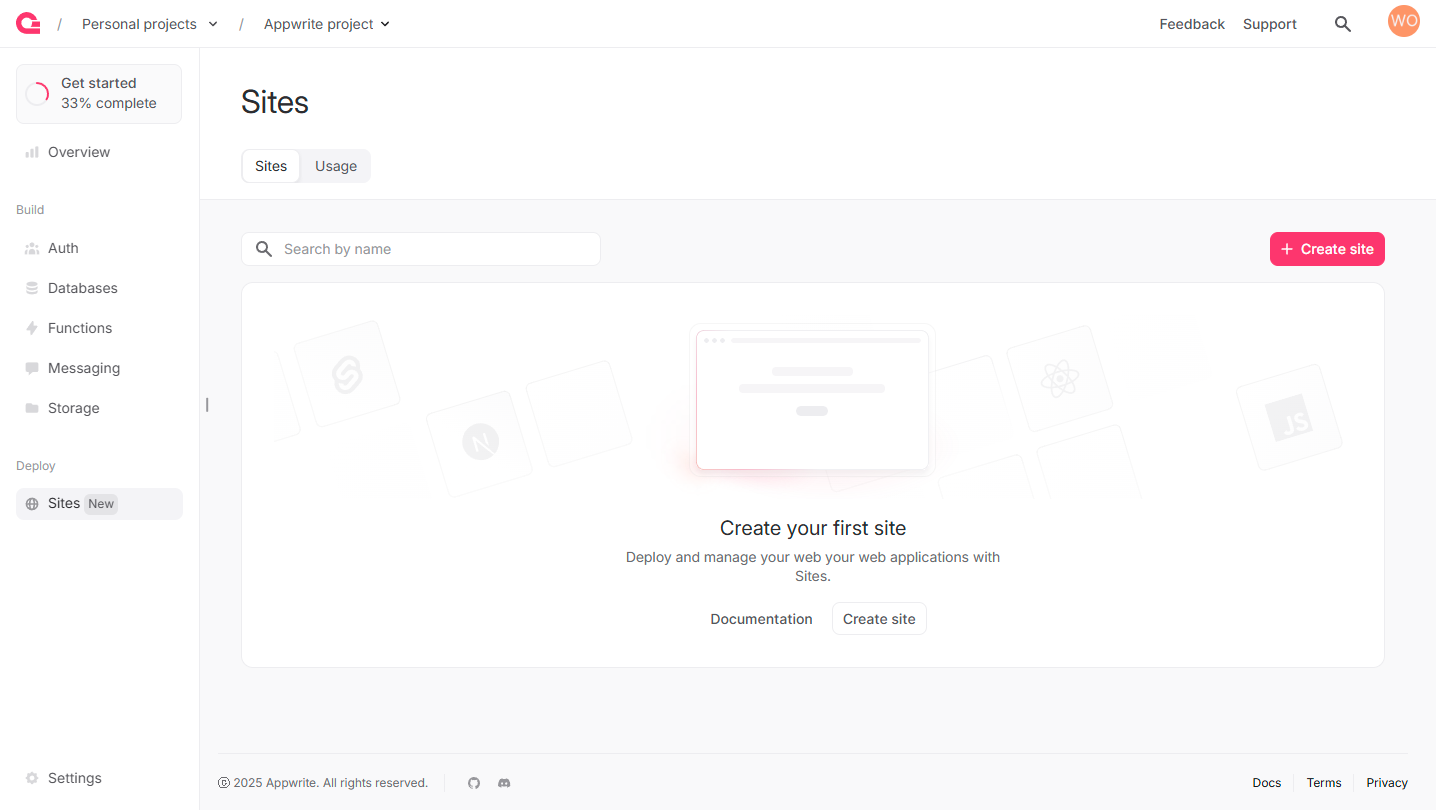 / Personal projects / Appwrite project Feedback Support WO
Get started
33% complete
Overview
Build
Auth
Databases
Functions
Messaging
Storage
Deploy
Sites New
Settings
Sites
Sites Usage
Search by name
+ Create site
N
JS
Create your first site
Deploy and manage your web your web applications with
Sites.
Documentation Create site
© 2025 Appwrite. All rights reserved.
Docs Terms Privacy